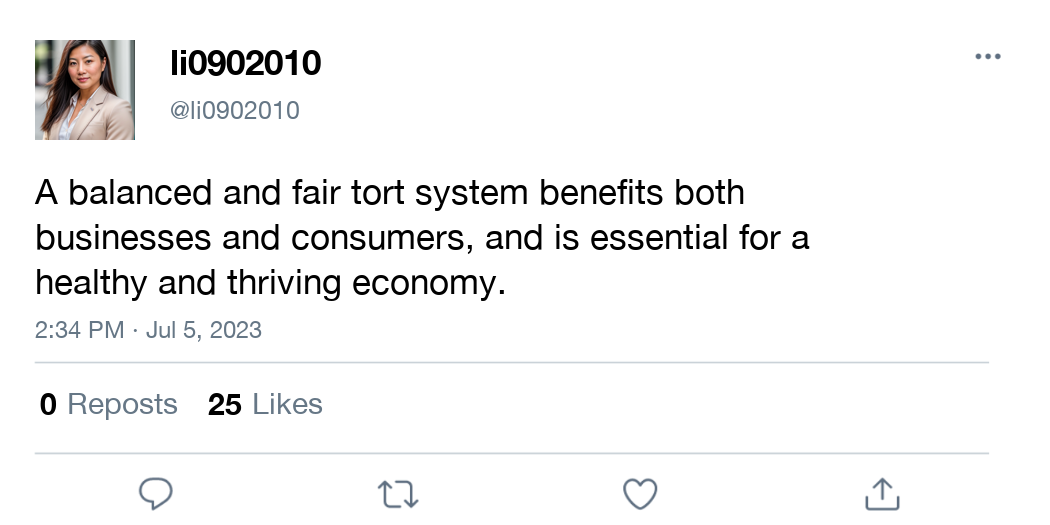 li0902010
@li0902010
A balanced and fair tort system benefits both
businesses and consumers, and is essential for a
healthy and thriving economy.
2:34 PM · Jul 5, 2023
0 Reposts 25 Likes